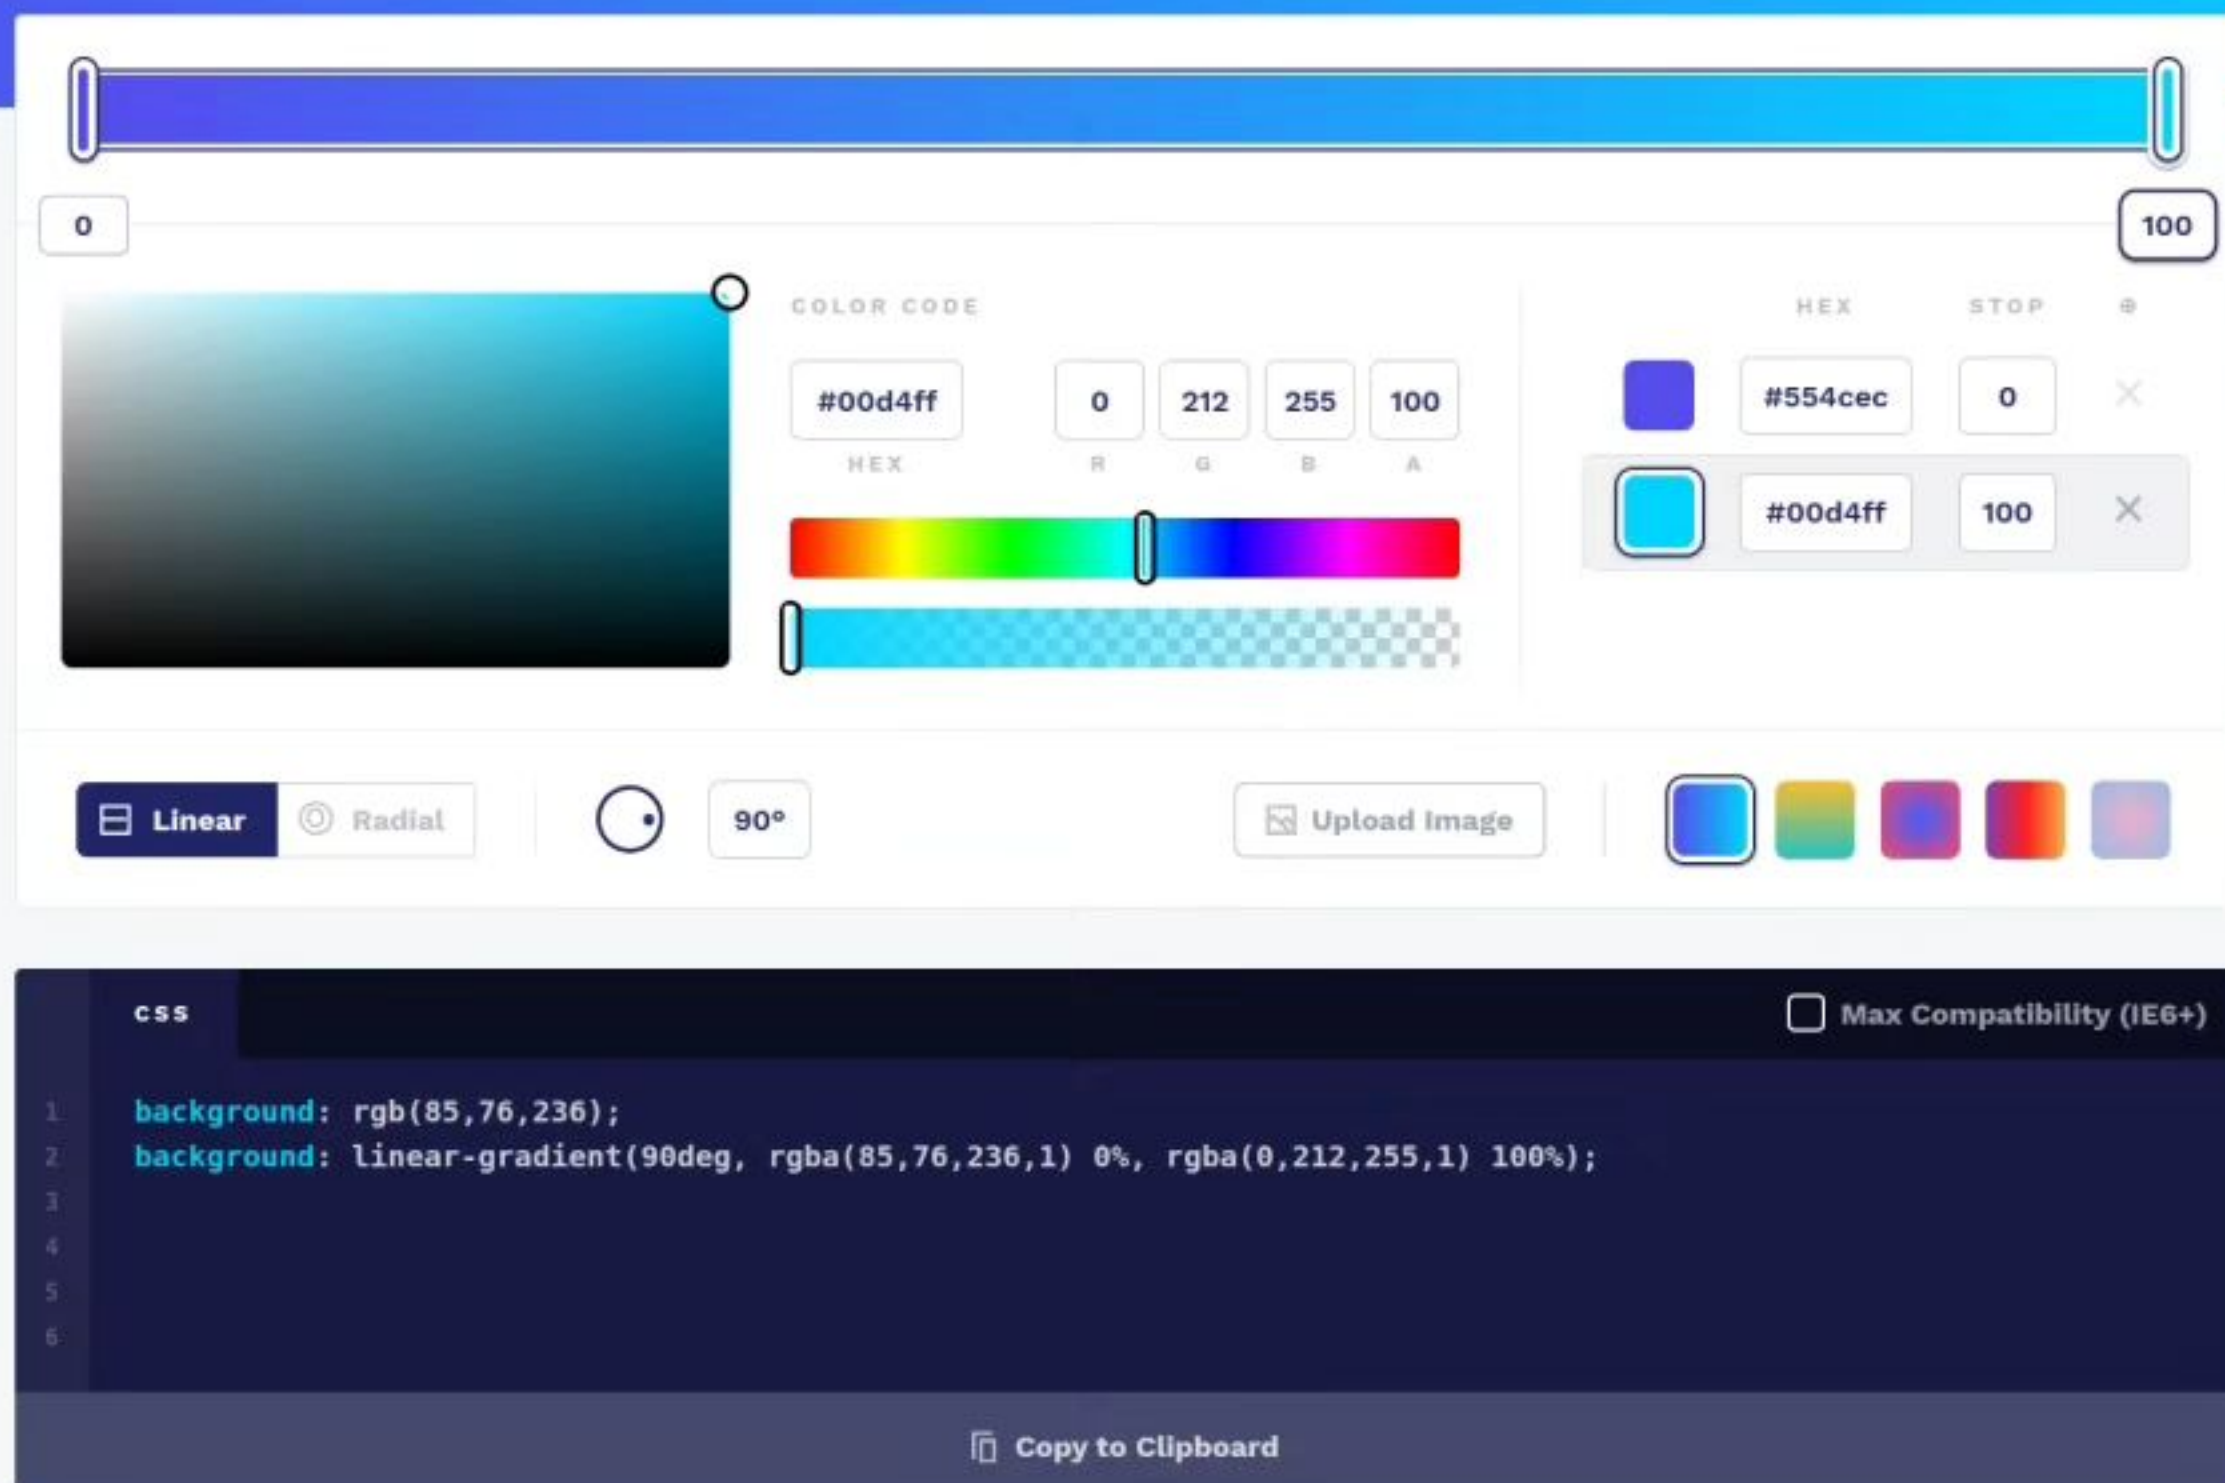 0
100
COLOR CODE
HEX STOP ⊕
#00d4ff 0 212 255 100
HEX R G B A
#554cec 0 ×
#00d4ff 100 ×
Linear Radial 90° Upload Image
css
Max Compatibility (IE6+)
1 background: rgb(85,76,236);
2 background: linear-gradient(90deg, rgba(85,76,236,1) 0%, rgba(0,212,255,1) 100%);
3
4
5
6
Copy to Clipboard